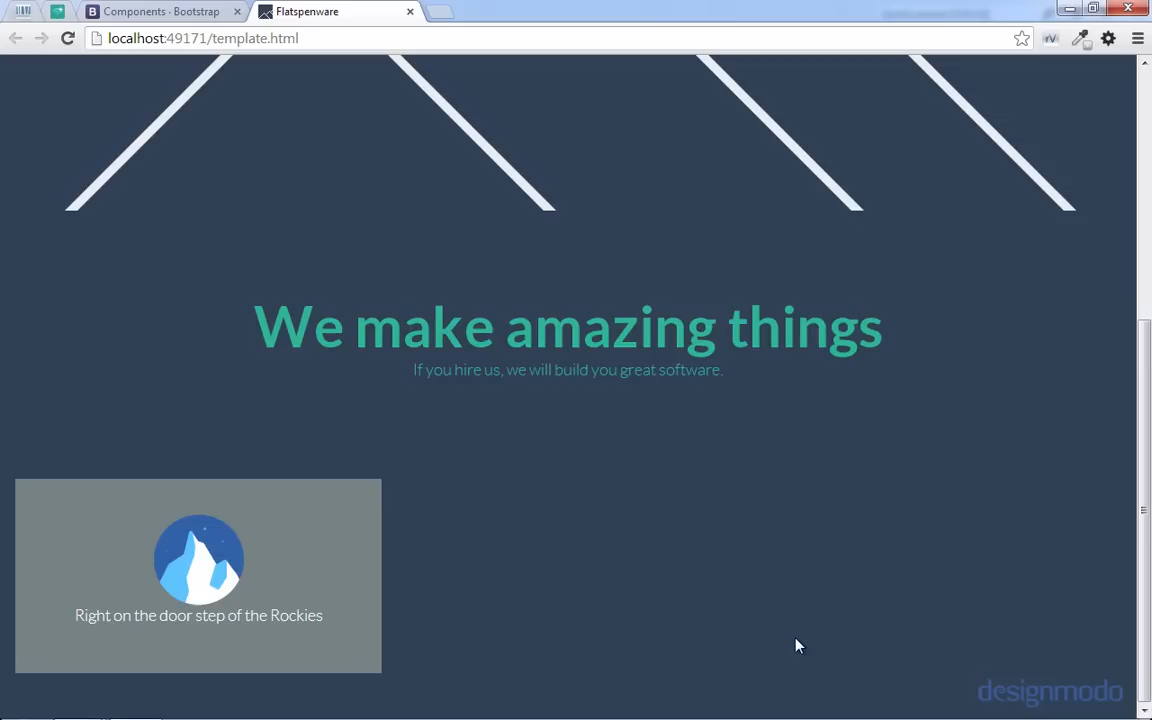 Components · Bootstrap
Flatspenware
localhost:49171/template.html
We make amazing things
If you hire us, we will build you great software.
Right on the door step of the Rockies
designmodo